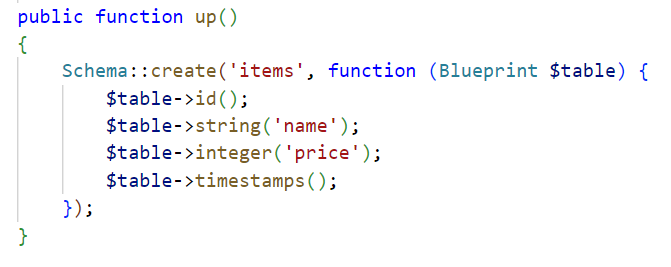 public function up()
{
    Schema::create('items', function (Blueprint $table) {
        $table->id();
        $table->string('name');
        $table->integer('price');
        $table->timestamps();
    });
}